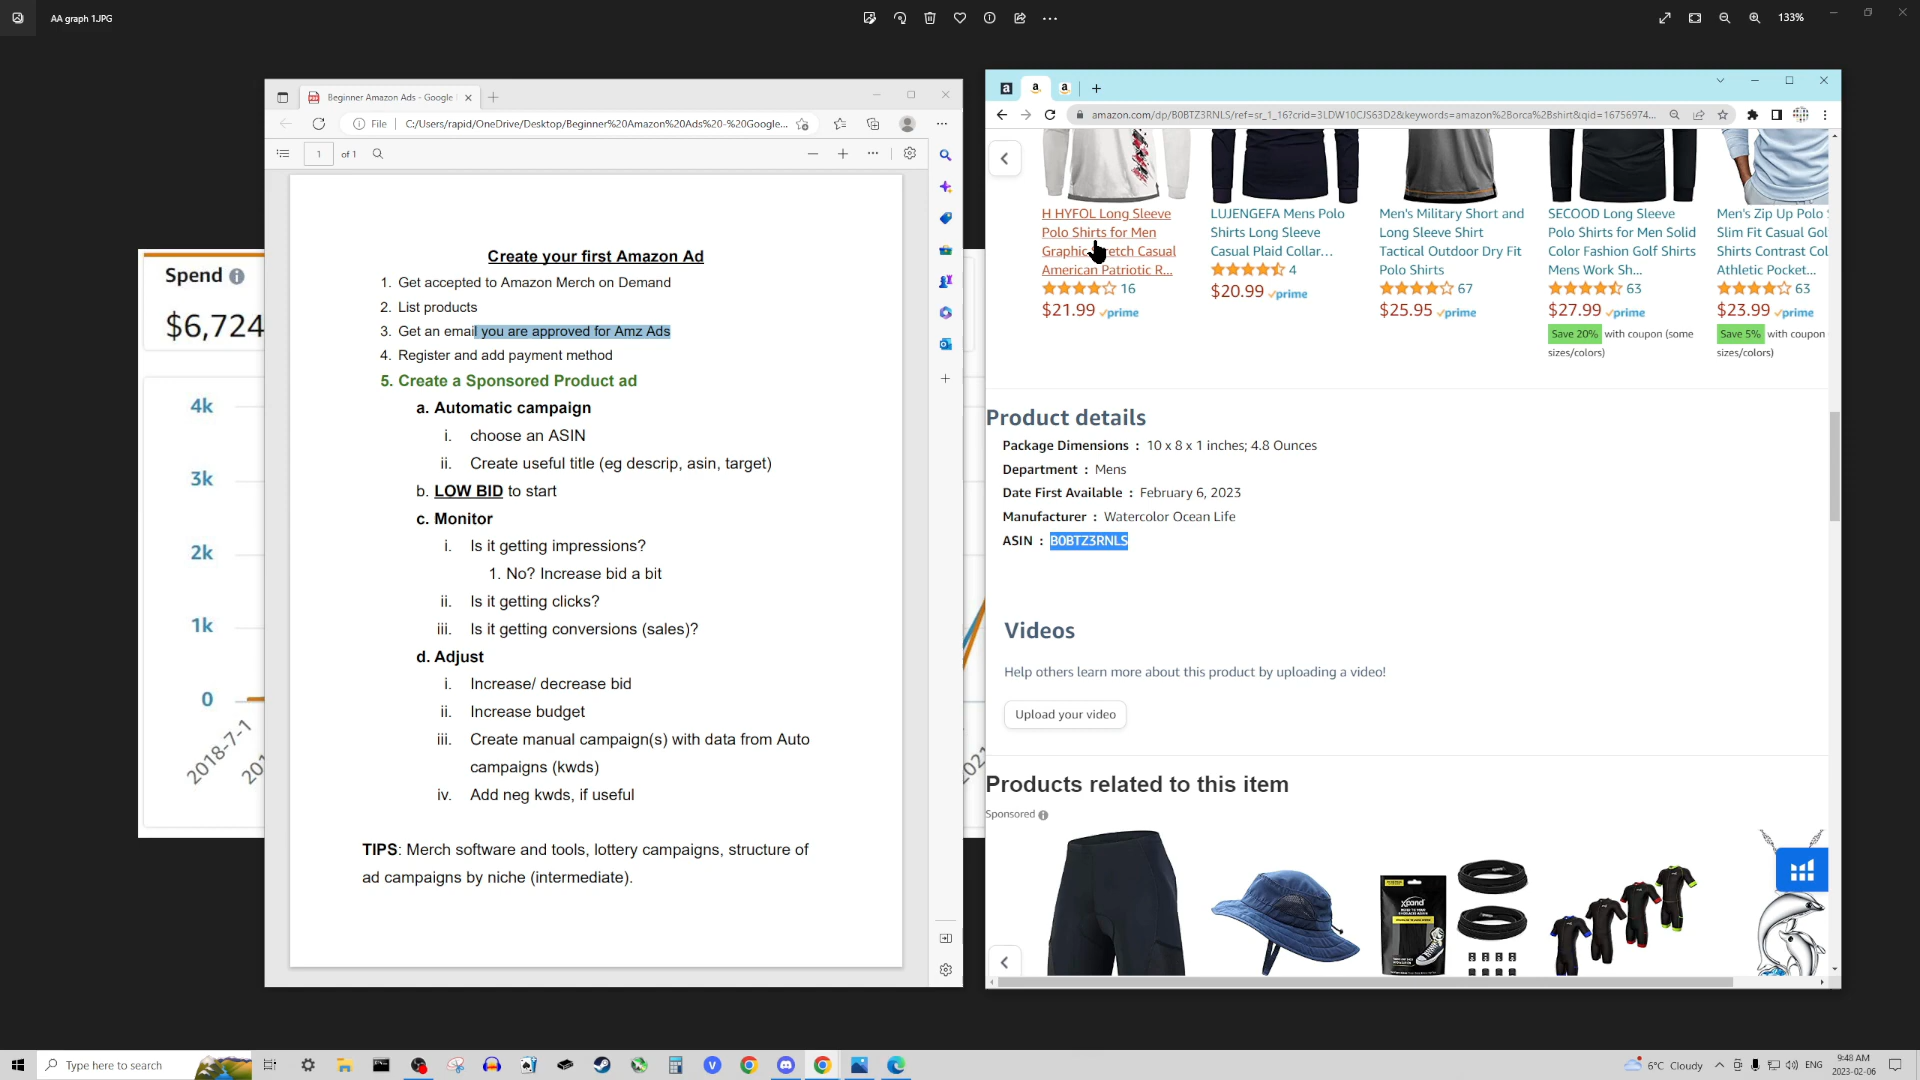 AA graph 1.JPG
133%
Spend
$6,724
4k
3k
2k
1k
0
2018-7-1
Beginner Amazon Ads - Google
File
C:/Users/rapid/OneDrive/Desktop/Beginner%20Amazon%20Ads%20-%20Google...
1 of 1
Create your first Amazon Ad
1. Get accepted to Amazon Merch on Demand
2. List products
3. Get an email you are approved for Amz Ads
4. Register and add payment method
5. Create a Sponsored Product ad
a. Automatic campaign
i. choose an ASIN
ii. Create useful title (eg descrip, asin, target)
b. LOW BID to start
c. Monitor
i. Is it getting impressions?
1. No? Increase bid a bit
ii. Is it getting clicks?
iii. Is it getting conversions (sales)?
d. Adjust
i. Increase/ decrease bid
ii. Increase budget
iii. Create manual campaign(s) with data from Auto
campaigns (kwds)
iv. Add neg kwds, if useful
TIPS: Merch software and tools, lottery campaigns, structure of
ad campaigns by niche (intermediate).
amazon.com/dp/B0BTZ3RNLS/ref=sr_1_16?crid=3LDW10CJS63D2&keywords=amazon%2Borca%2Bshirt&qid=16756974...
H HYFOL Long Sleeve
Polo Shirts for Men
Graphic Stretch Casual
American Patriotic R...
16
$21.99 prime
LUJENGEFA Mens Polo
Shirts Long Sleeve
Casual Plaid Collar...
4
$20.99 prime
Men's Military Short and
Long Sleeve Shirt
Tactical Outdoor Dry Fit
Polo Shirts
67
$25.95 prime
SECOOD Long Sleeve
Polo Shirts for Men Solid
Color Fashion Golf Shirts
Mens Work Sh...
63
$27.99 prime
Save 20% with coupon (some
sizes/colors)
Men's Zip Up Polo
Slim Fit Casual Gol
Shirts Contrast Col
Athletic Pocket...
63
$23.99 prime
Save 5% with coupon
sizes/colors)
Product details
Package Dimensions : 10 x 8 x 1 inches; 4.8 Ounces
Department : Mens
Date First Available : February 6, 2023
Manufacturer : Watercolor Ocean Life
ASIN : B0BTZ3RNLS
Videos
Help others learn more about this product by uploading a video!
Upload your video
Products related to this item
Sponsored
Xpand
Type here to search
6°C Cloudy
ENG
9:48 AM
2023-02-06